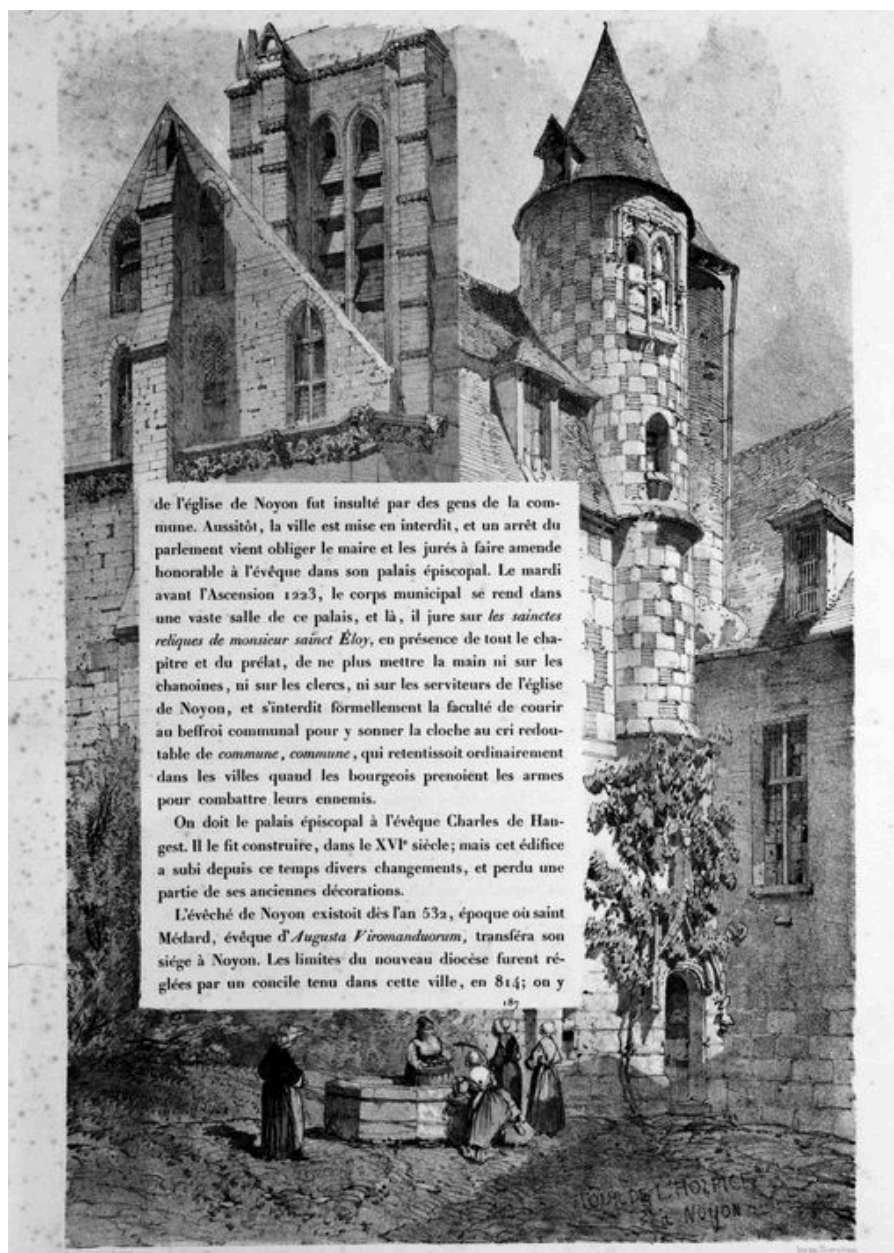 de l'église de Noyon fut insulté par des gens de la com-
mune. Aussitôt, la ville est mise en interdit, et un arrêt du
parlement vient obliger le maire et les jurés à faire amende
honorable à l'évêque dans son palais épiscopal. Le mardi
avant l'Ascension 1223, le corps municipal se rend dans
une vaste salle de ce palais, et là, il jure sur les sainctes
reliques de monsieur sainct Éloy, en présence de tout le cha-
pitre et du prélat, de ne plus mettre la main ni sur les
chanoines, ni sur les clercs, ni sur les serviteurs de l'église
de Noyon, et s'interdit formellement la faculté de courir
au beffroi communal pour y sonner la cloche au cri redou-
table de commune, commune, qui retentissoit ordinairement
dans les villes quand les bourgeois prenoient les armes
pour combattre leurs ennemis.
On doit le palais épiscopal à l'évêque Charles de Han-
gest. Il le fit construire, dans le XVIe siècle; mais cet édifice
a subi depuis ce temps divers changements, et perdu une
partie de ses anciennes décorations.
L'évêché de Noyon existoit dès l'an 532, époque où saint
Médard, évêque d'Augusta Viromanduorum, transféra son
siége à Noyon. Les limites du nouveau diocèse furent ré-
glées par un concile tenu dans cette ville, en 814; on y
187
DE L'HOSPICE
à NOYON